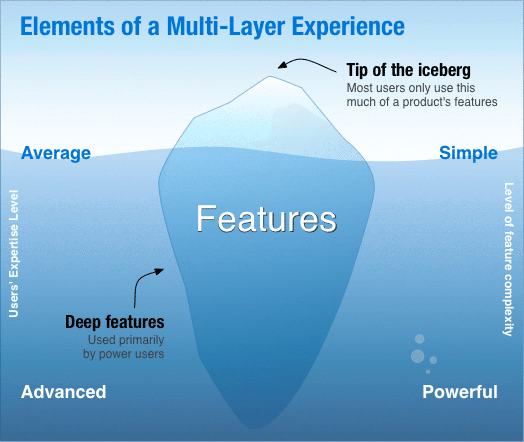 Elements of a Multi-Layer Experience
Tip of the iceberg
Most users only use this
much of a product's features
Average
Simple
Features
Users' Expertise Level
Level of feature complexity
Deep features
Used primarily
by power users
Advanced
Powerful